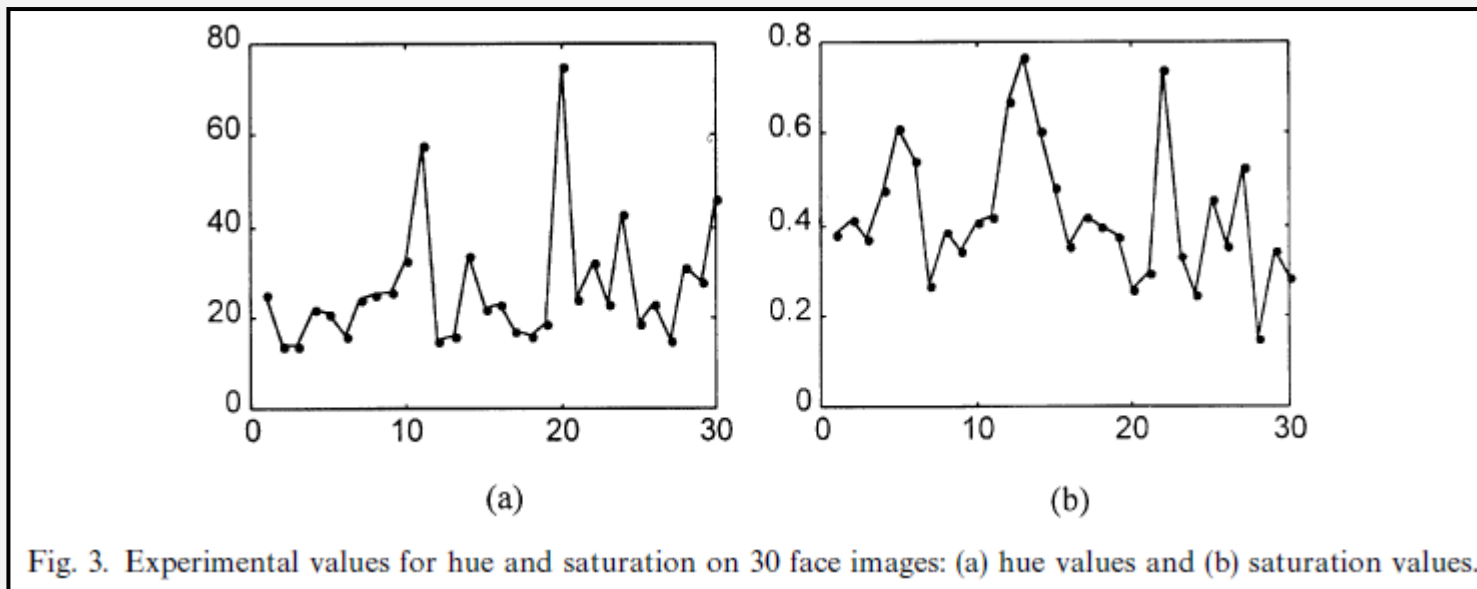 80
60
40
20
0
0 10 20 30
(a)
0.8
0.6
0.4
0.2
0
0 10 20 30
(b)
Fig. 3. Experimental values for hue and saturation on 30 face images: (a) hue values and (b) saturation values.